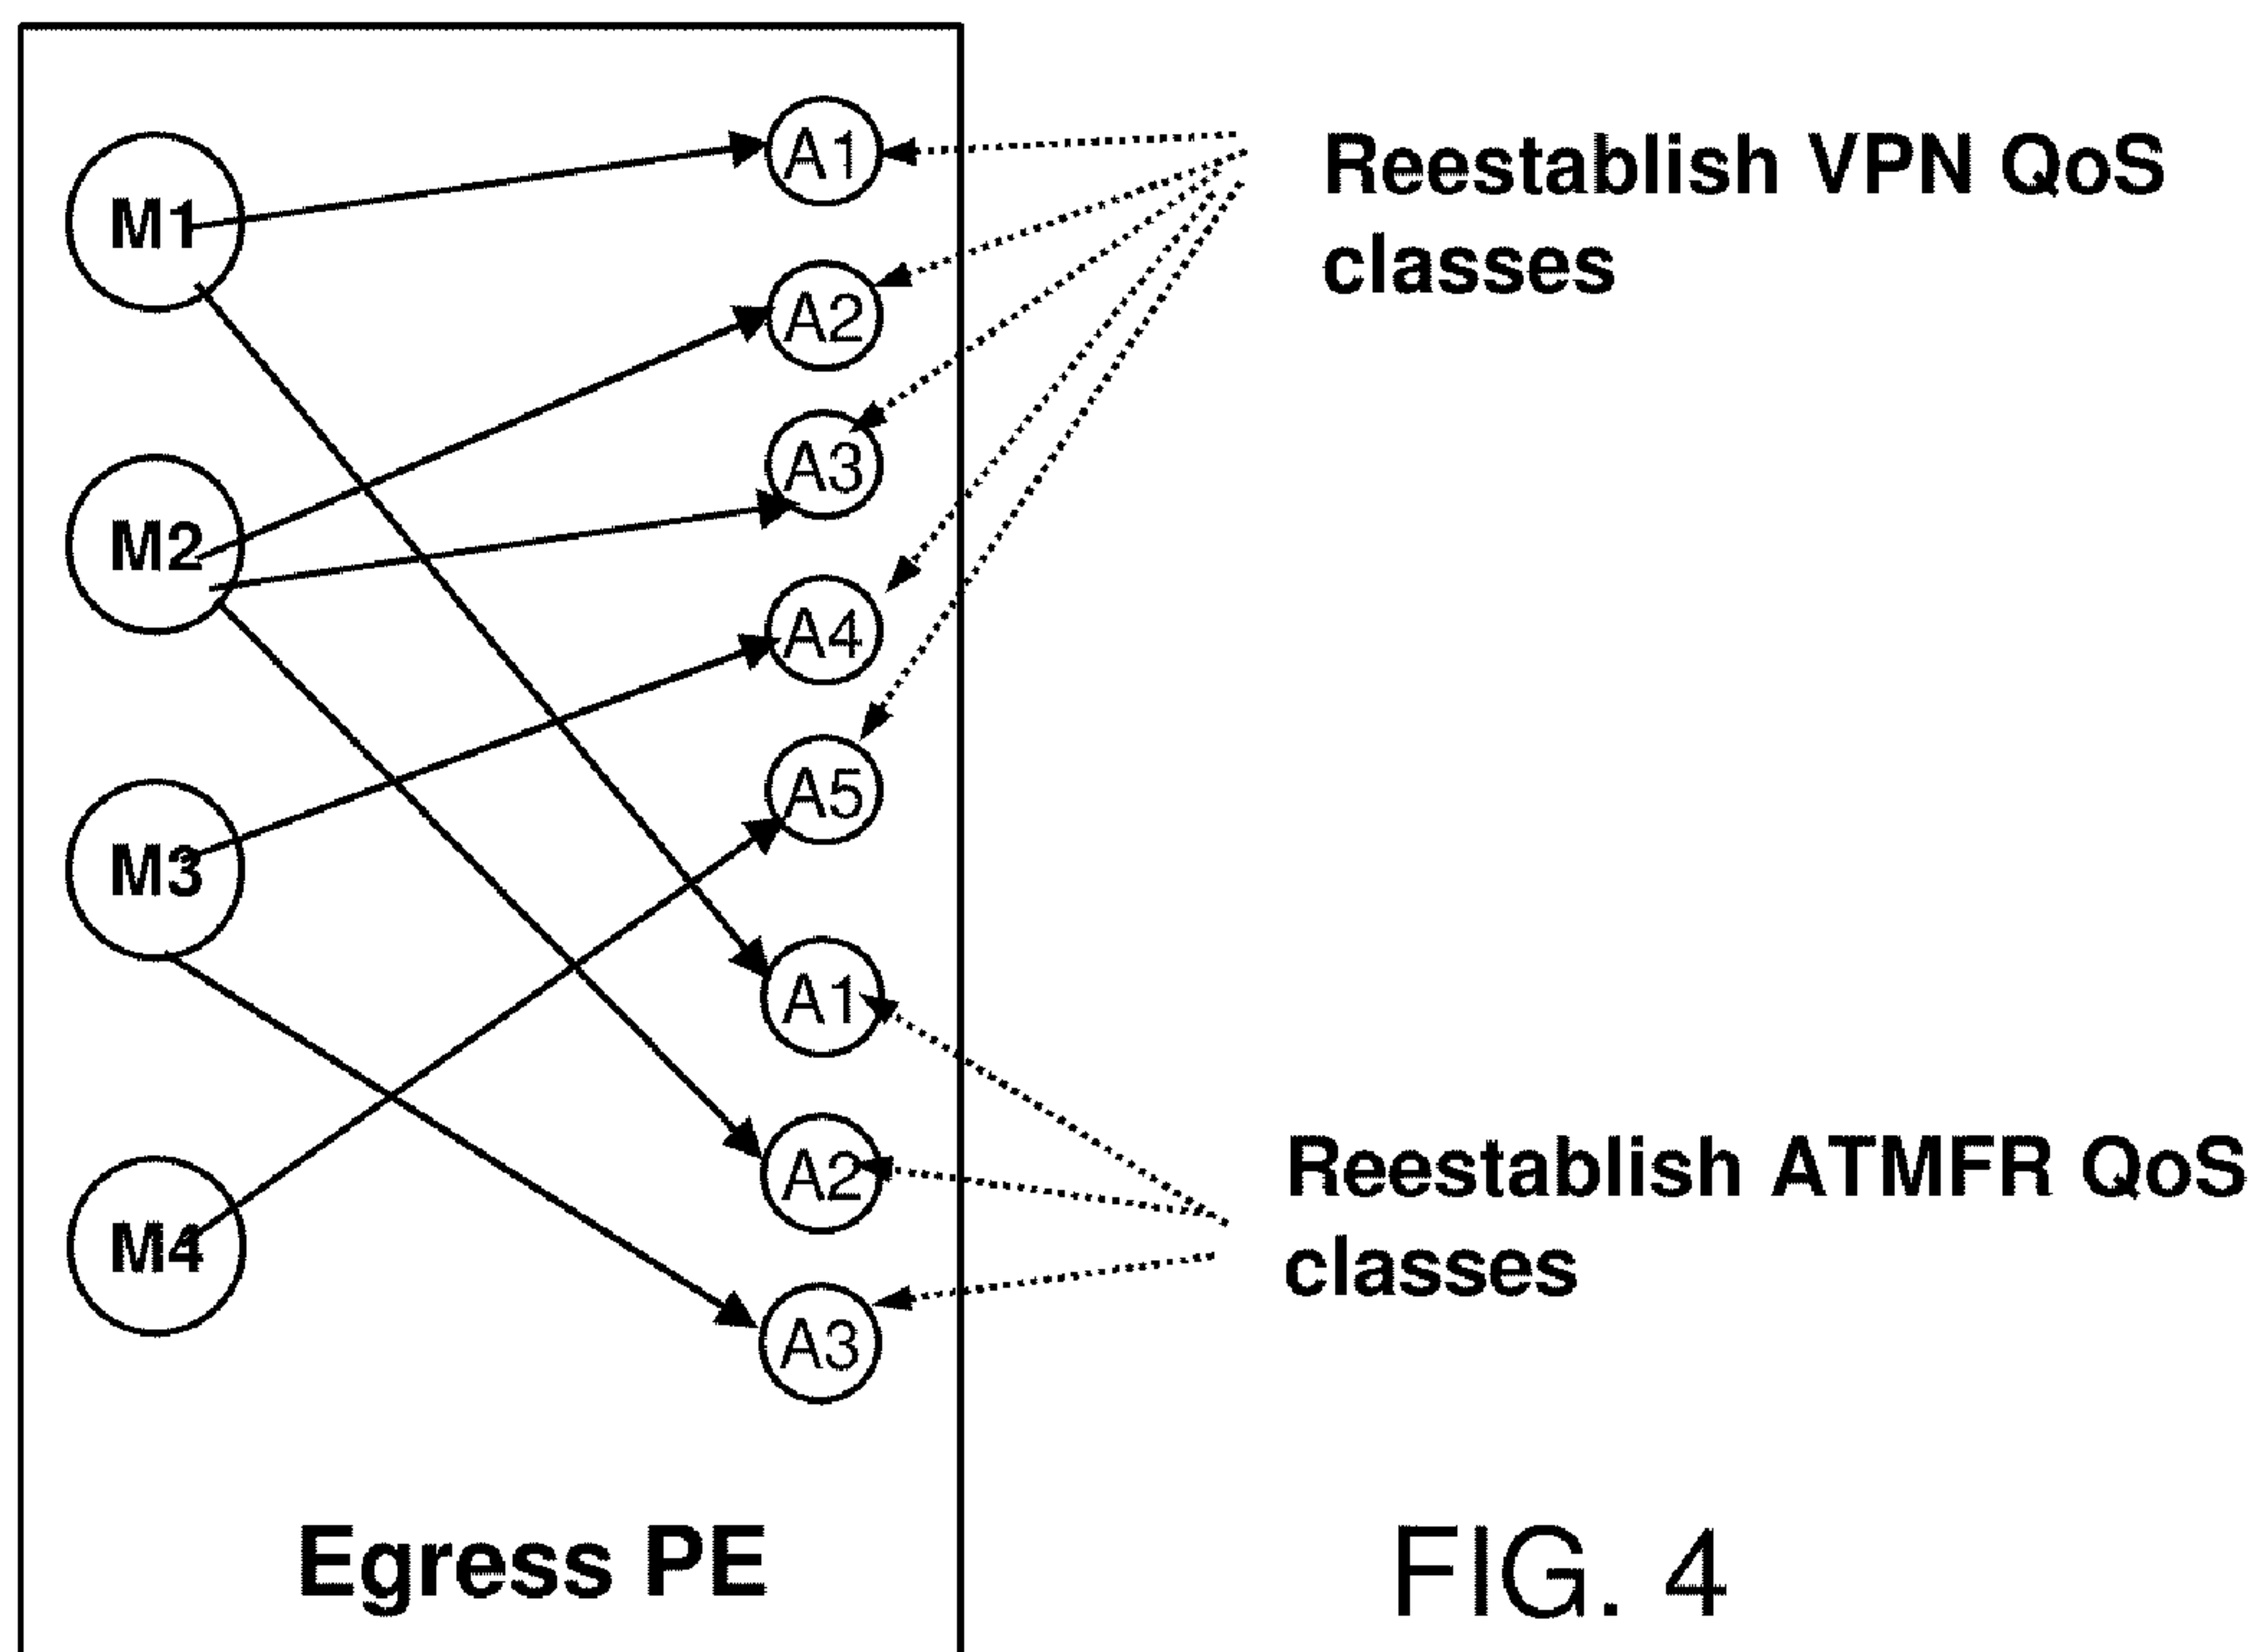 M1
M2
M3
M4
A1
A2
A3
A4
A5
A1
A2
A3
Reestablish VPN QoS
classes
Reestablish ATMFR QoS
classes
Egress PE
FIG. 4